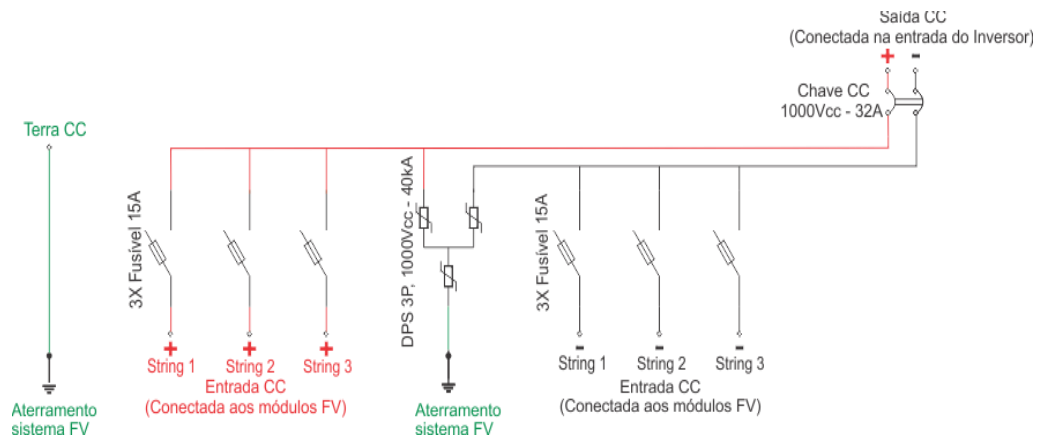 Saída CC
(Conectada na entrada do Inversor)
+ -
Chave CC
1000Vcc - 32A
Terra CC
3X Fusível 15A
DPS 3P, 1000Vcc - 40kA
3X Fusível 15A
+ + +
String 1 String 2 String 3
Entrada CC
(Conectada aos módulos FV)
- - -
String 1 String 2 String 3
Entrada CC
(Conectada aos módulos FV)
Aterramento
sistema FV
Aterramento
sistema FV